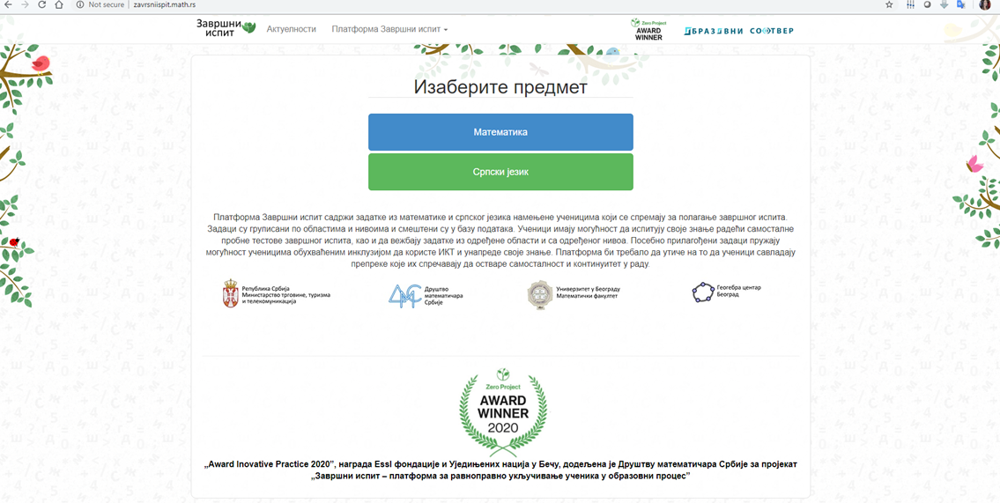 Not secure | zavrsniispit.math.rs
Завршни
испит
Актуелности
Платформа Завршни испит
Zero Project
AWARD
WINNER
ОБРАЗОВНИ СОФТВЕР
Изаберите предмет
Математика
Српски језик
Платформа Завршни испит садржи задатке из математике и српског језика намењене ученицима који се спремају за полагање завршног испита.
Задаци су груписани по областима и нивоима и смештени су у базу података. Ученици имају могућност да испитују своје знање радећи самосталне
пробне тестове завршног испита, као и да вежбају задатке из одређене области и са одређеног нивоа. Посебно прилагођени задаци пружају
могућност ученицима обухваћеним инклузијом да користе ИКТ и унапреде своје знање. Платформа би требало да утиче на то да ученици савладају
препреке које их спречавају да остваре самосталност и континуитет у раду.
Република Србија
Министарство трговине, туризма
и телекомуникација
Друштво
математичара
Србије
Универзитет у Београду
Математички факултет
Геогебра центар
Београд
Zero Project
AWARD
WINNER
2020
„Award Inovative Practice 2020”, награда Essl фондације и Уједињених нација у Бечу, додељена је Друштву математичара Србије за пројекат
„Завршни испит – платформа за равноправно укључивање ученика у образовни процес”